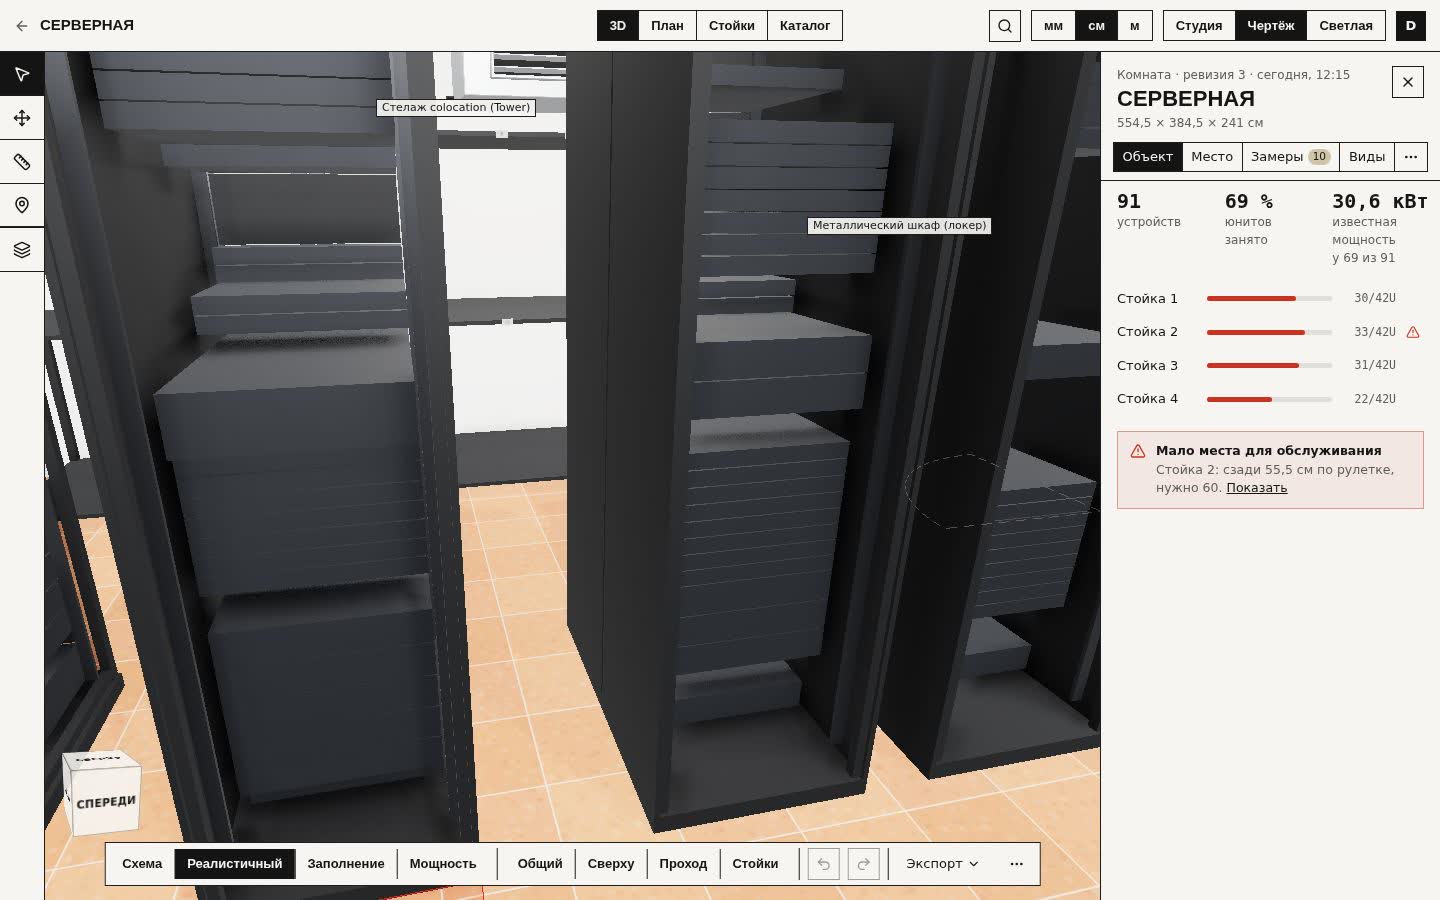 СЕРВЕРНАЯ
3D План Стойки Каталог
мм см м
Студия Чертёж Светлая
D
Комната · ревизия 3 · сегодня, 12:15
СЕРВЕРНАЯ
554,5 × 384,5 × 241 см
Объект Место Замеры 10 Виды
91 69 % 30,6 кВт
устройств юнитов известная
занято мощность
у 69 из 91
Стойка 1 30/42U
Стойка 2 33/42U
Стойка 3 31/42U
Стойка 4 22/42U
Мало места для обслуживания
Стойка 2: сзади 55,5 см по рулетке,
нужно 60. Показать
Стелаж colocation (Tower)
Металлический шкаф (локер)
СПЕРЕДИ
Схема Реалистичный Заполнение Мощность Общий Сверху Проход Стойки Экспорт